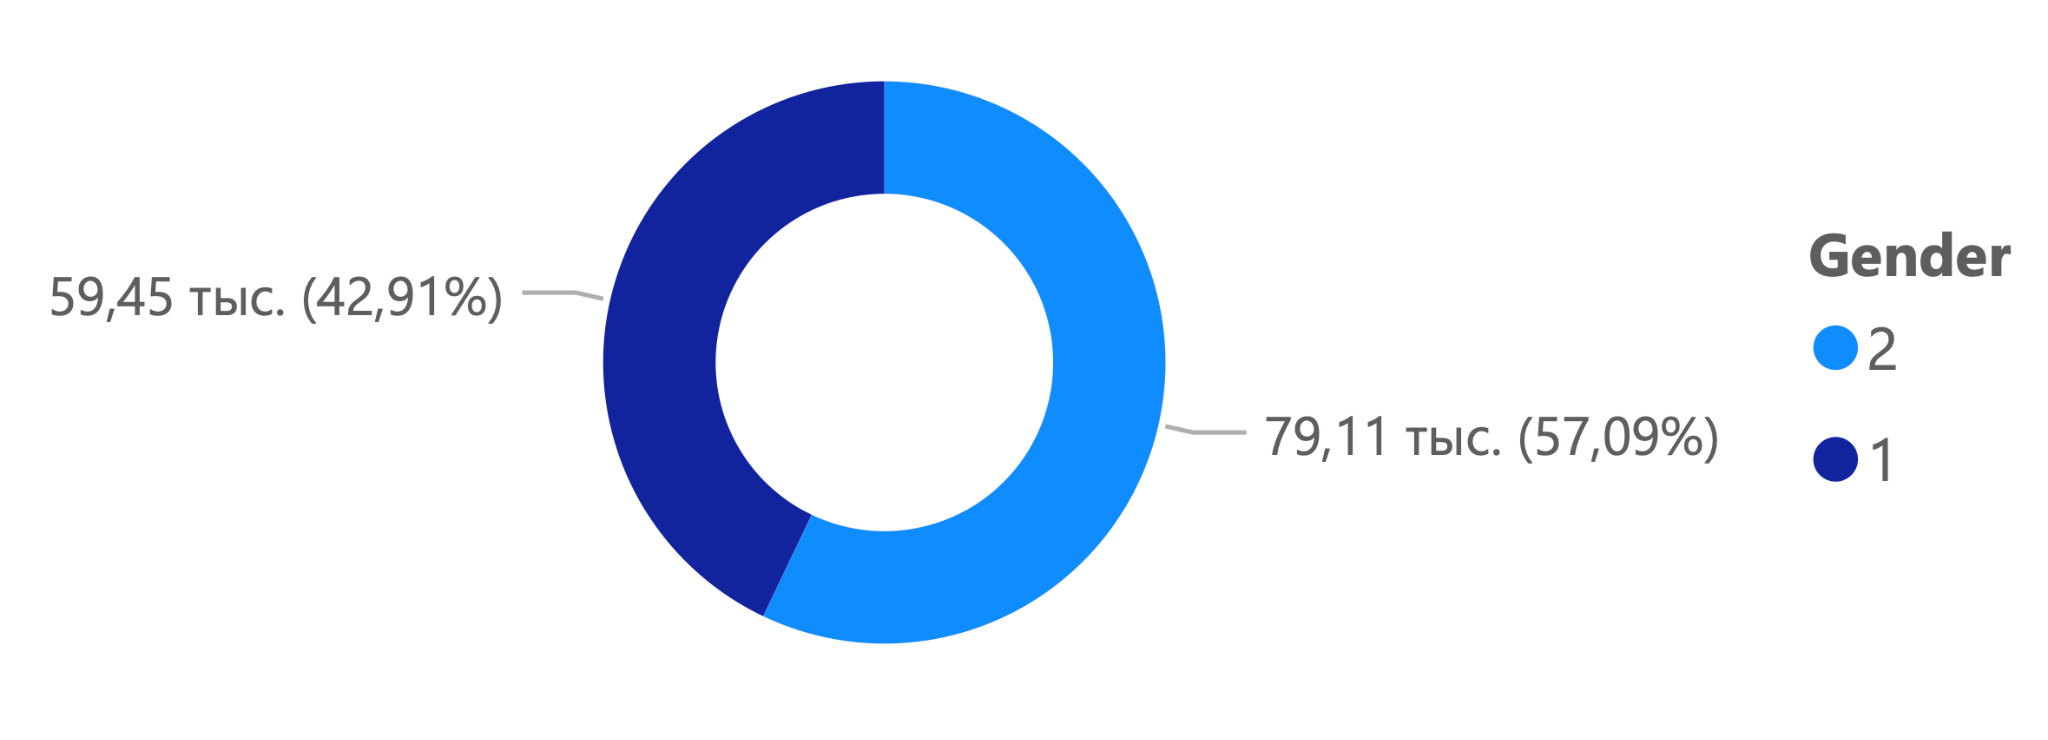 59,45 тыс. (42,91%)
79,11 тыс. (57,09%)
Gender
2
1